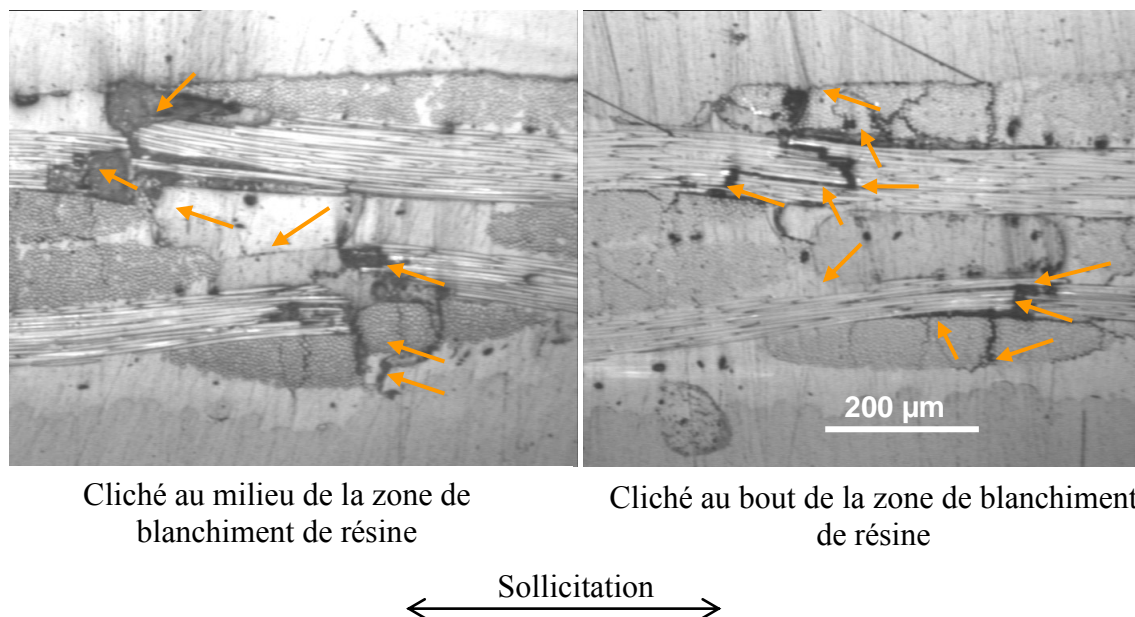 200 µm
Cliché au milieu de la zone de
blanchiment de résine
Cliché au bout de la zone de blanchiment
de résine
Sollicitation